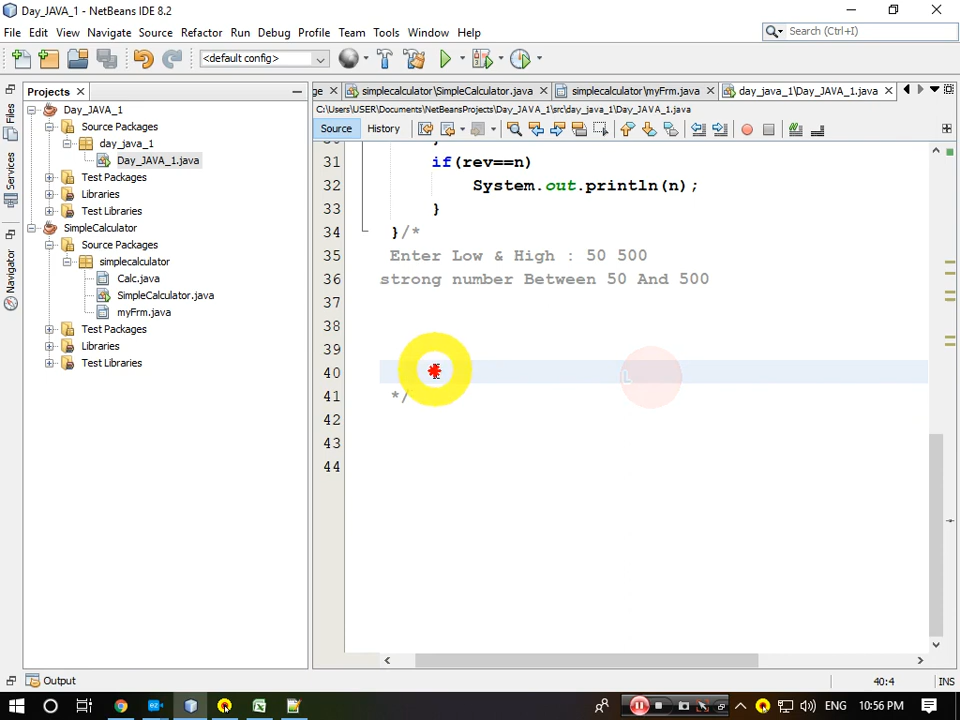 Day_JAVA_1 - NetBeans IDE 8.2
File Edit View Navigate Source Refactor Run Debug Profile Team Tools Window Help
<default config>
Search (Ctrl+I)
Projects
ge
simplecalculator\SimpleCalculator.java
simplecalculator\myFrm.java
day_java_1\Day_JAVA_1.java
C:\Users\USER\Documents\NetBeansProjects\Day_JAVA_1\src\day_java_1\Day_JAVA_1.java
Source History
Files
Services
Navigator
Day_JAVA_1
Source Packages
day_java_1
Day_JAVA_1.java
Test Packages
Libraries
Test Libraries
SimpleCalculator
Source Packages
simplecalculator
Calc.java
SimpleCalculator.java
myFrm.java
Test Packages
Libraries
Test Libraries
31 if(rev==n)
32 System.out.println(n);
33 }
34 }/*
35 Enter Low & High : 50 500
36 strong number Between 50 And 500
37
38
39
40
41 */
42
43
44
L
Output
40:4 INS
ENG 10:56 PM